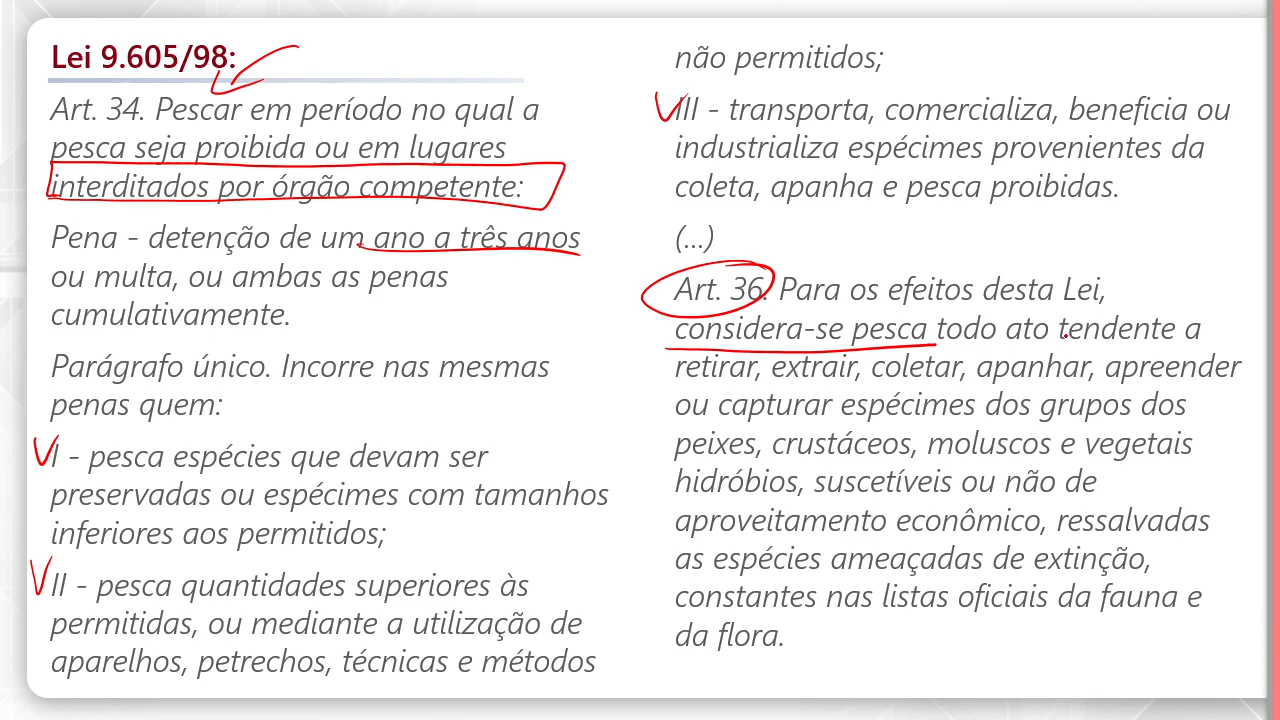 Lei 9.605/98:
Art. 34. Pescar em período no qual a
pesca seja proibida ou em lugares
interditados por órgão competente:
Pena - detenção de um ano a três anos
ou multa, ou ambas as penas
cumulativamente.
Parágrafo único. Incorre nas mesmas
penas quem:
I - pesca espécies que devam ser
preservadas ou espécimes com tamanhos
inferiores aos permitidos;
II - pesca quantidades superiores às
permitidas, ou mediante a utilização de
aparelhos, petrechos, técnicas e métodos
não permitidos;
III - transporta, comercializa, beneficia ou
industrializa espécimes provenientes da
coleta, apanha e pesca proibidas.
(...)
Art. 36. Para os efeitos desta Lei,
considera-se pesca todo ato tendente a
retirar, extrair, coletar, apanhar, apreender
ou capturar espécimes dos grupos dos
peixes, crustáceos, moluscos e vegetais
hidróbios, suscetíveis ou não de
aproveitamento econômico, ressalvadas
as espécies ameaçadas de extinção,
constantes nas listas oficiais da fauna e
da flora.